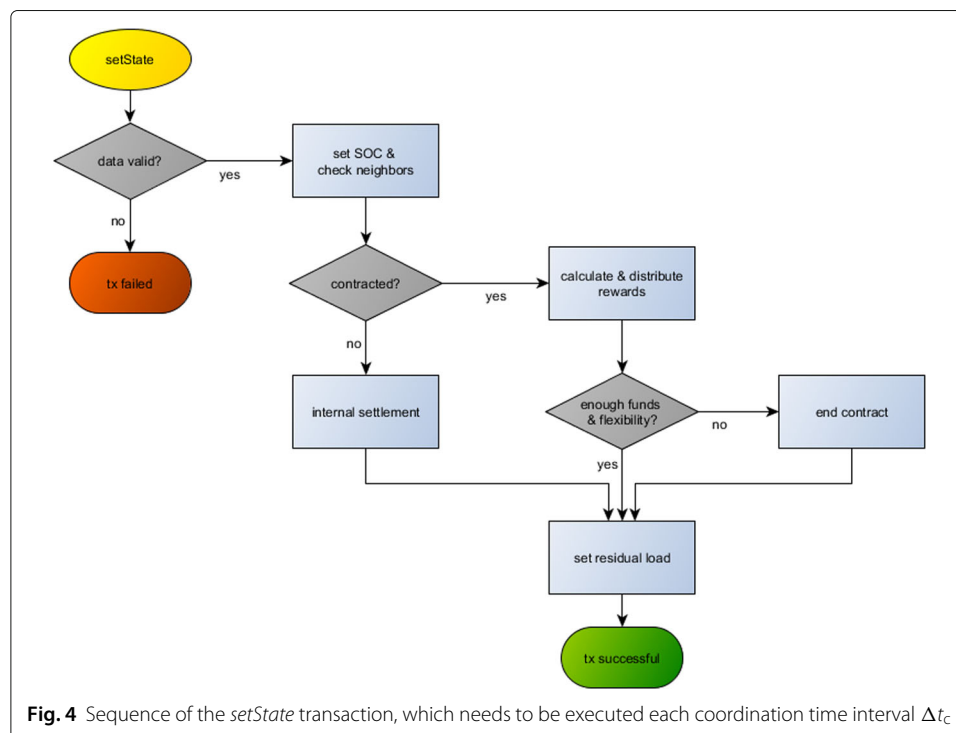 setState
data valid?
yes
set SOC &
check neighbors
no
tx failed
contracted?
yes
calculate & distribute
rewards
no
internal settlement
enough funds
& flexibility?
no
end contract
yes
set residual load
tx successful
Fig. 4 Sequence of the setState transaction, which needs to be executed each coordination time interval Δtc